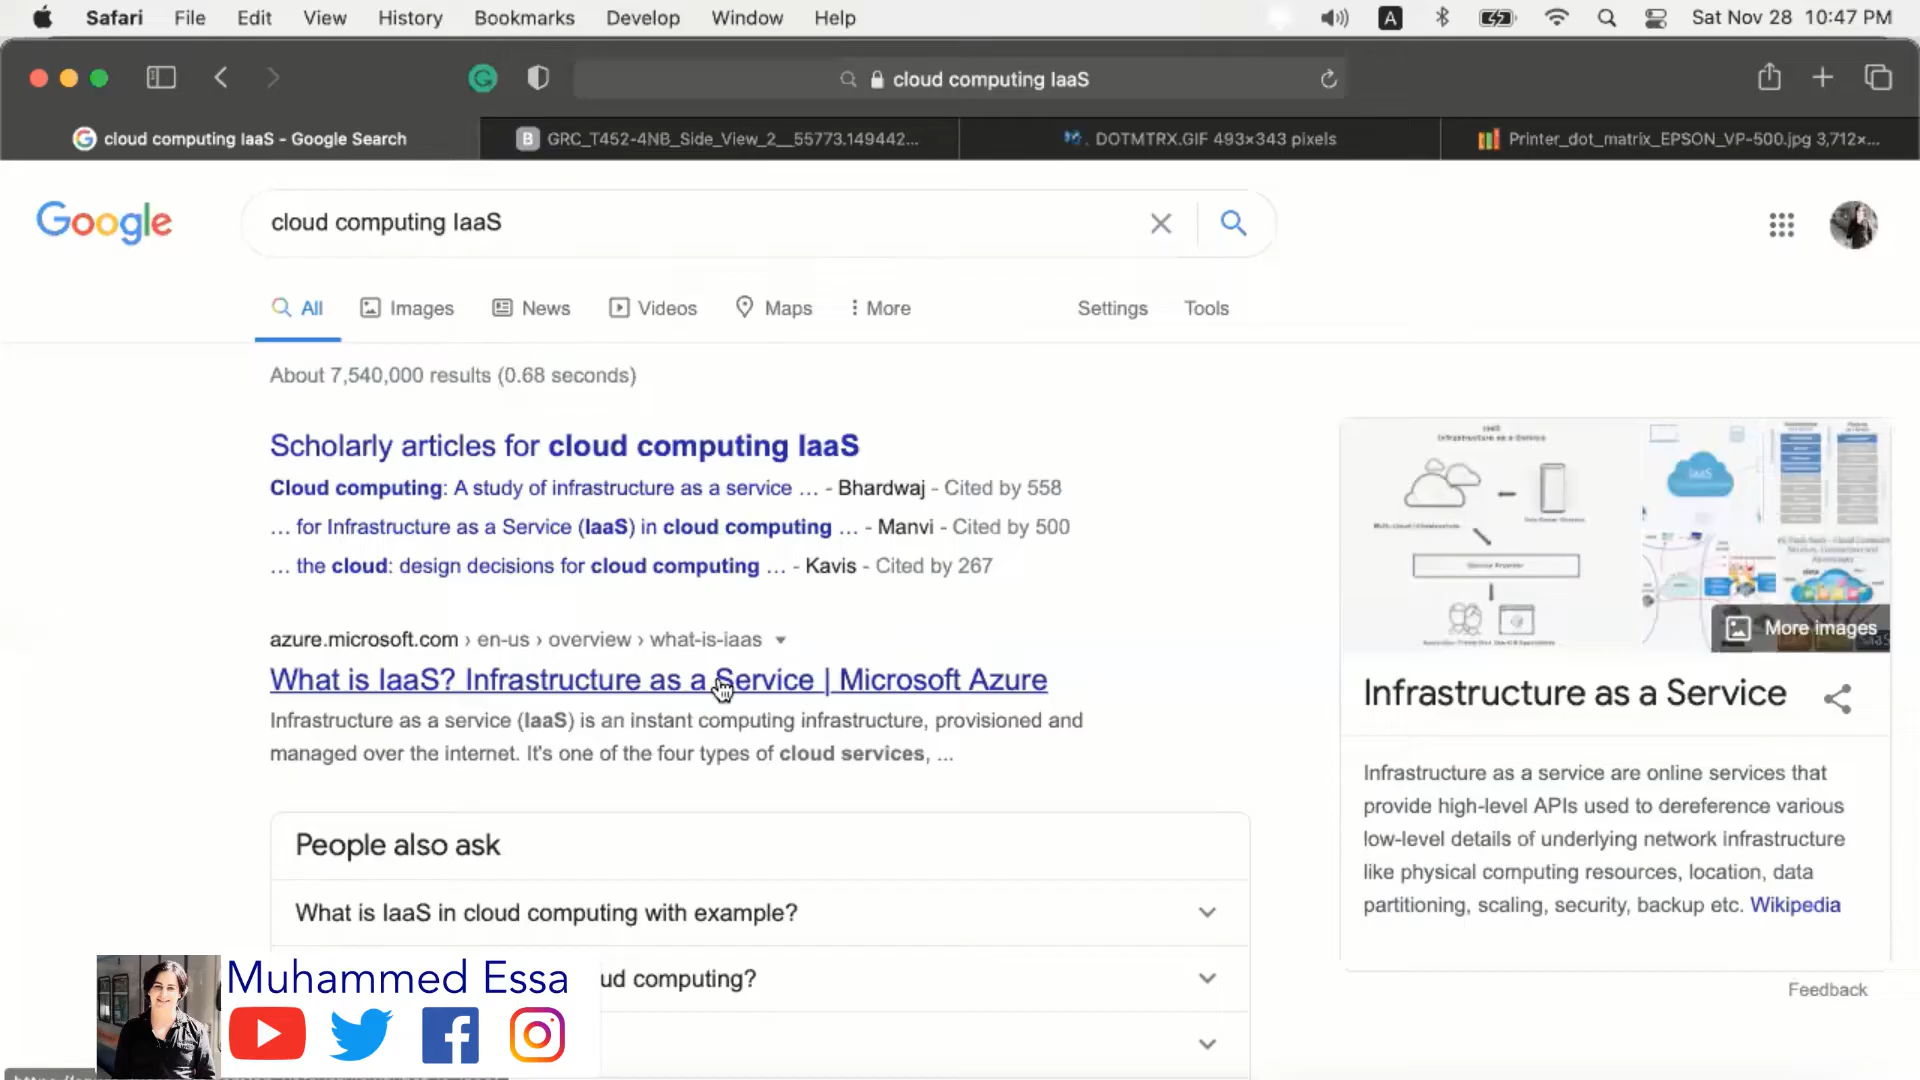 Safari File Edit View History Bookmarks Develop Window Help
A
Sat Nov 28 10:47 PM
cloud computing IaaS
cloud computing IaaS - Google Search
GRC_T452-4NB_Side_View_2__55773.149442...
DOTMTRX.GIF 493×343 pixels
Printer_dot_matrix_EPSON_VP-500.jpg 3,712×...
Google
cloud computing IaaS
All Images News Videos Maps More Settings Tools
About 7,540,000 results (0.68 seconds)
Scholarly articles for cloud computing IaaS
Cloud computing: A study of infrastructure as a service ... - Bhardwaj - Cited by 558
... for Infrastructure as a Service (IaaS) in cloud computing ... - Manvi - Cited by 500
... the cloud: design decisions for cloud computing ... - Kavis - Cited by 267
azure.microsoft.com › en-us › overview › what-is-iaas
What is IaaS? Infrastructure as a Service | Microsoft Azure
Infrastructure as a service (IaaS) is an instant computing infrastructure, provisioned and
managed over the internet. It's one of the four types of cloud services, ...
People also ask
What is IaaS in cloud computing with example?
ud computing?
IaaS
Infrastructure as a Service
Service Provider
IaaS
More images
Infrastructure as a Service
Infrastructure as a service are online services that
provide high-level APIs used to dereference various
low-level details of underlying network infrastructure
like physical computing resources, location, data
partitioning, scaling, security, backup etc. Wikipedia
Feedback
Muhammed Essa